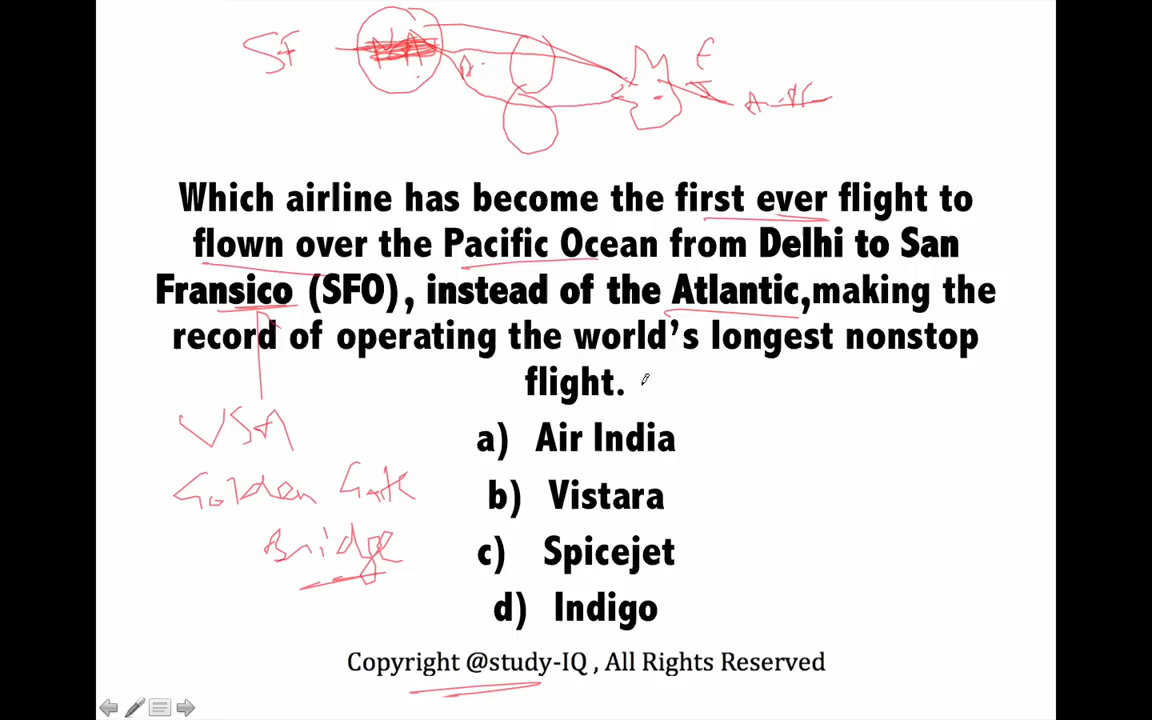 SF
Which airline has become the first ever flight to
flown over the Pacific Ocean from Delhi to San
Fransico (SFO), instead of the Atlantic,making the
record of operating the world's longest nonstop
flight.
USA
a) Air India
Golden Gate
b) Vistara
Bridge
c) Spicejet
d) Indigo
Copyright @study-IQ , All Rights Reserved